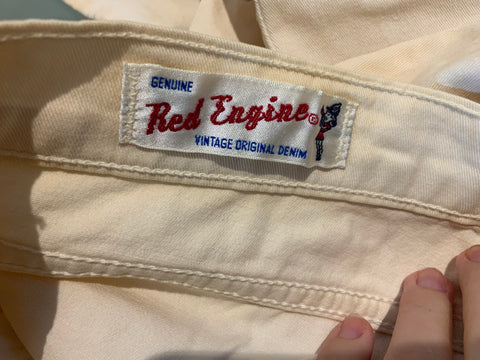 GENUINE
Red Engine®
VINTAGE ORIGINAL DENIM